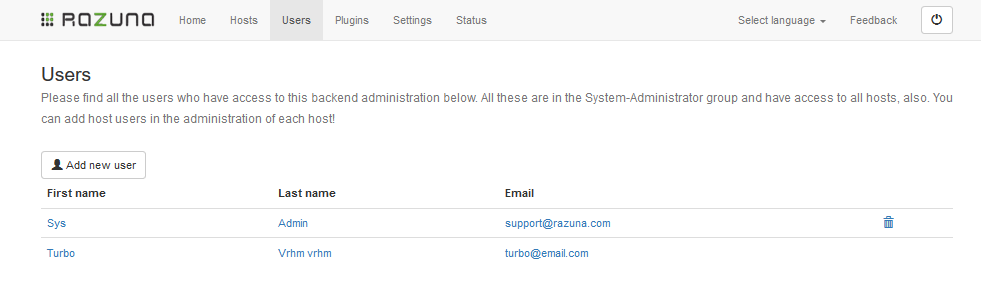 RAZUNA Home Hosts Users Plugins Settings Status Select language Feedback
Users
Please find all the users who have access to this backend administration below. All these are in the System-Administrator group and have access to all hosts, also. You
can add host users in the administration of each host!
Add new user
First name Last name Email
Sys Admin support@razuna.com
Turbo Vrhm vrhm turbo@email.com